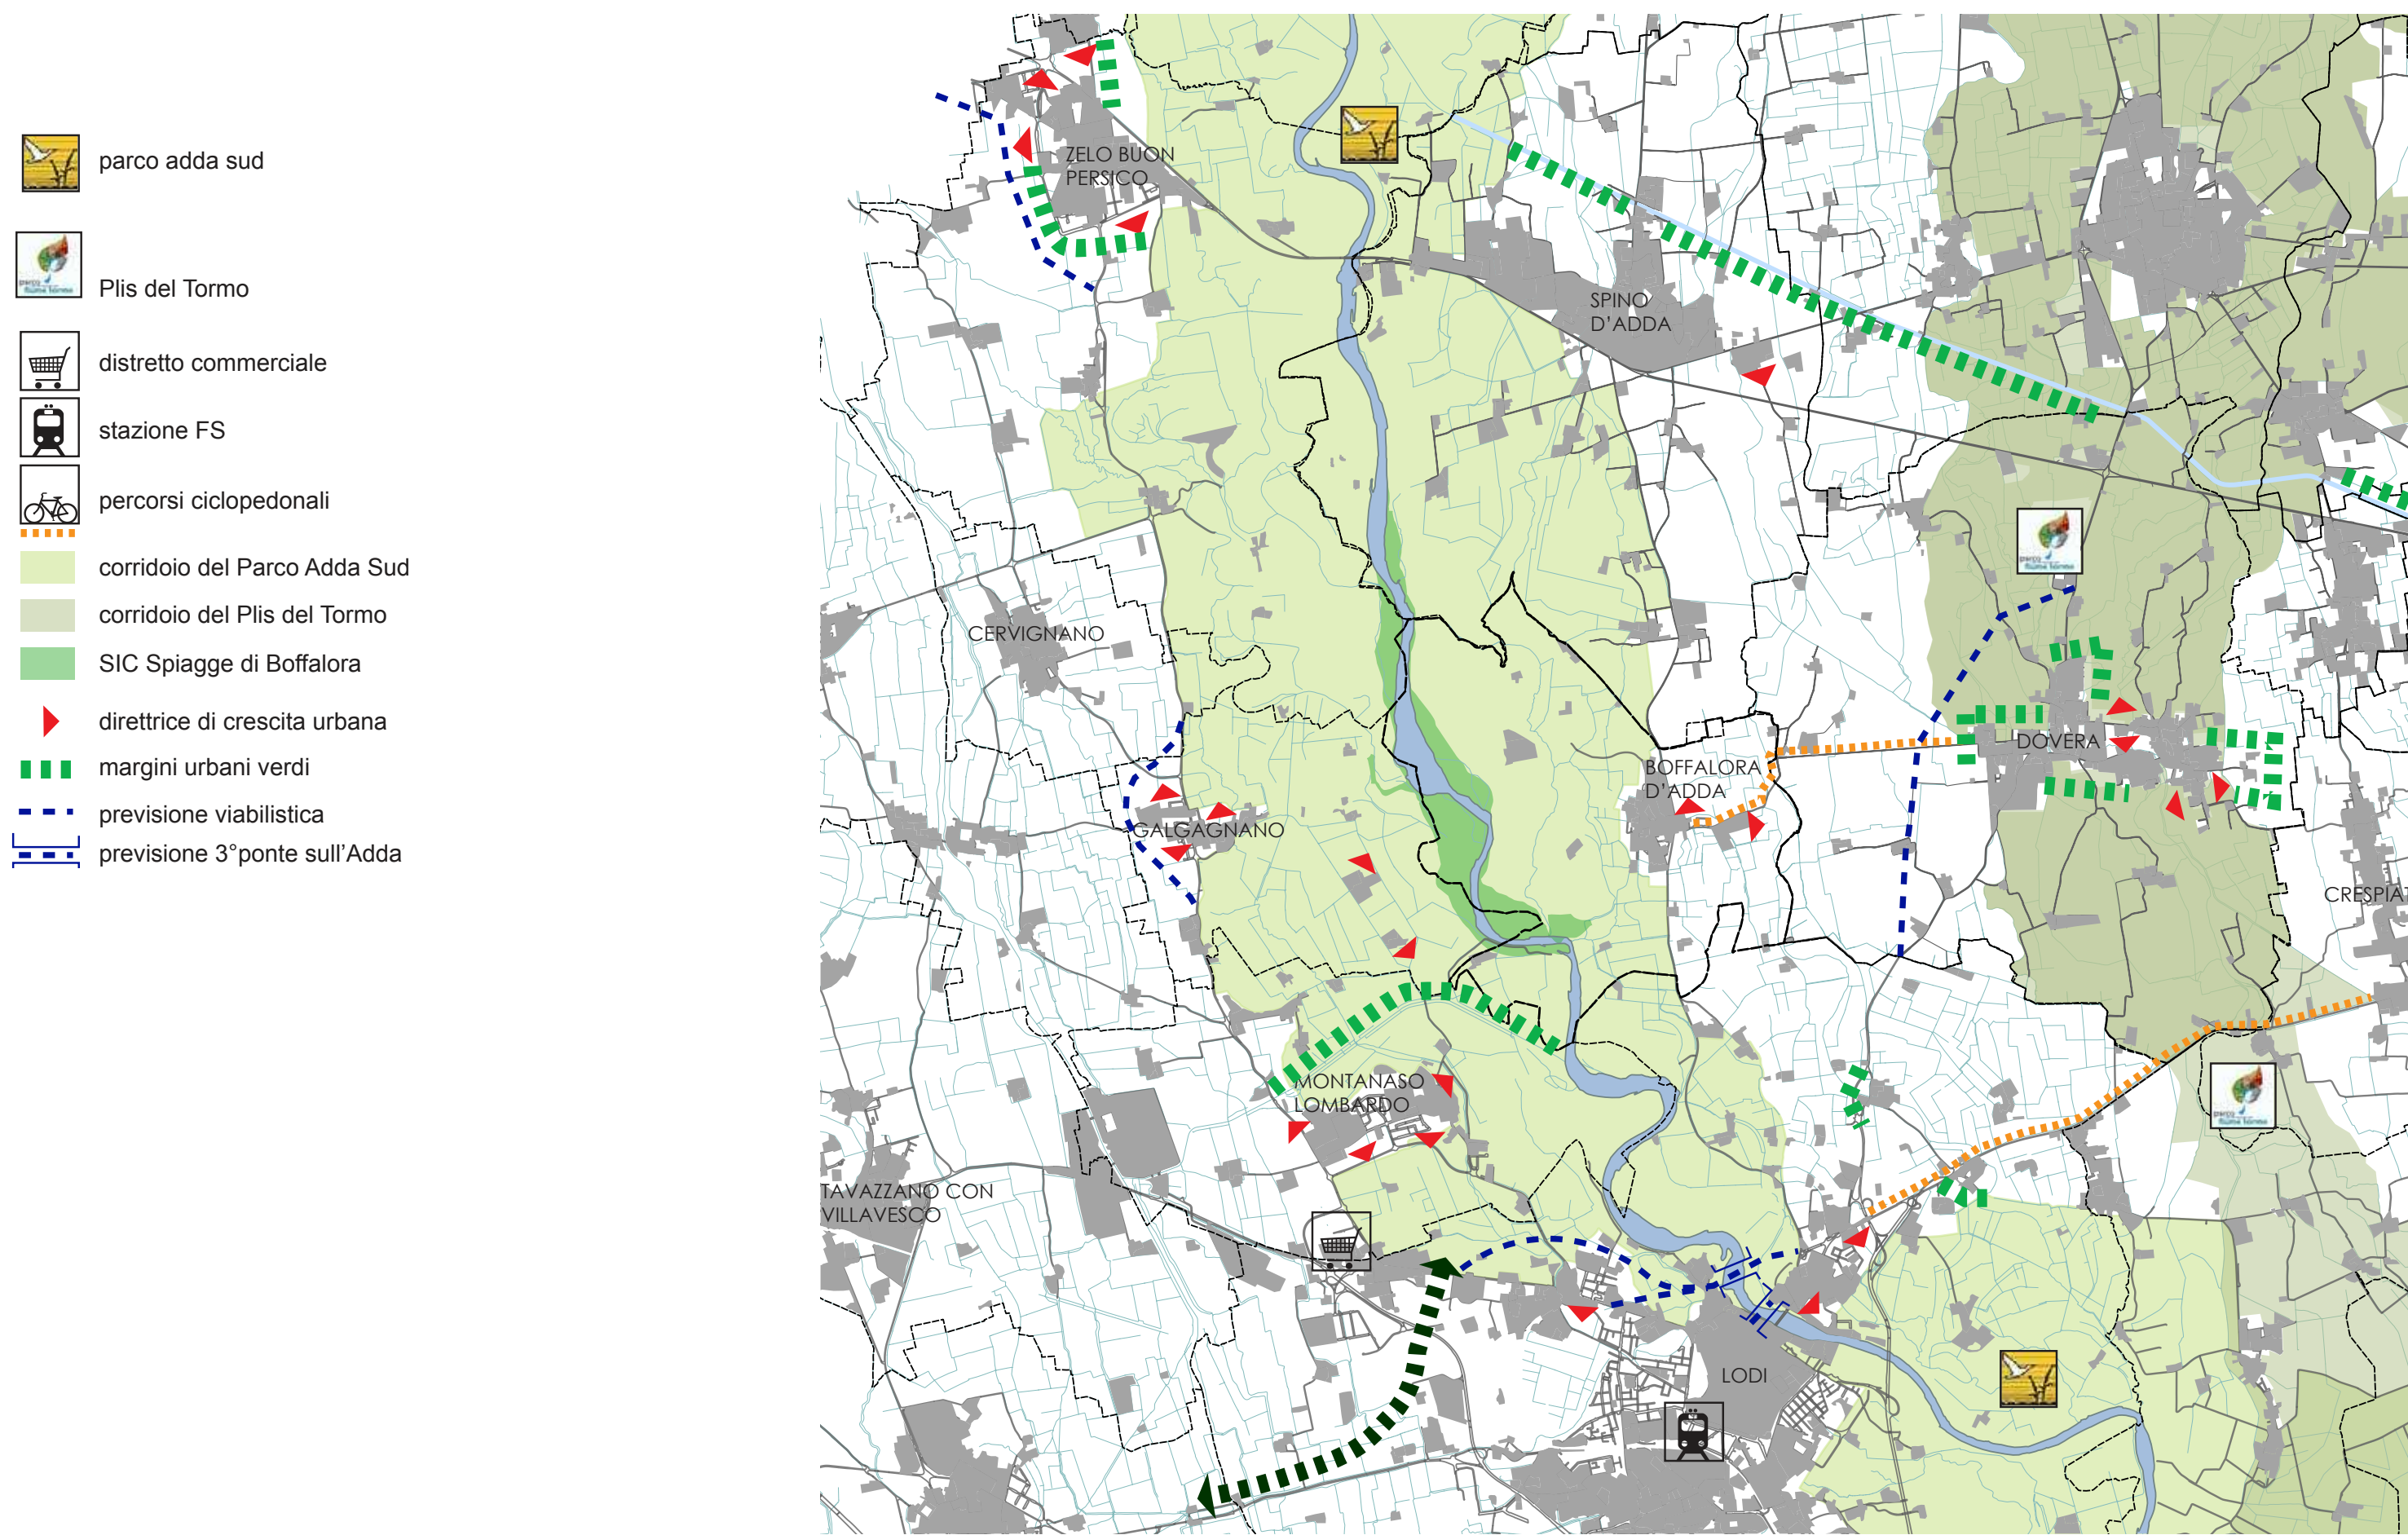 parco adda sud
Plis del Tormo
distretto commerciale
stazione FS
percorsi ciclopedonali
corridoio del Parco Adda Sud
corridoio del Plis del Tormo
SIC Spiagge di Boffalora
direttrice di crescita urbana
margini urbani verdi
previsione viabilistica
previsione 3°ponte sull'Adda
ZELO BUON
PERSICO
SPINO
D'ADDA
CERVIGNANO
DOVERA
BOFFALORA
D'ADDA
GALGAGNANO
CRESPIAT
MONTANASO
LOMBARDO
TAVAZZANO CON
VILLAVESCO
LODI